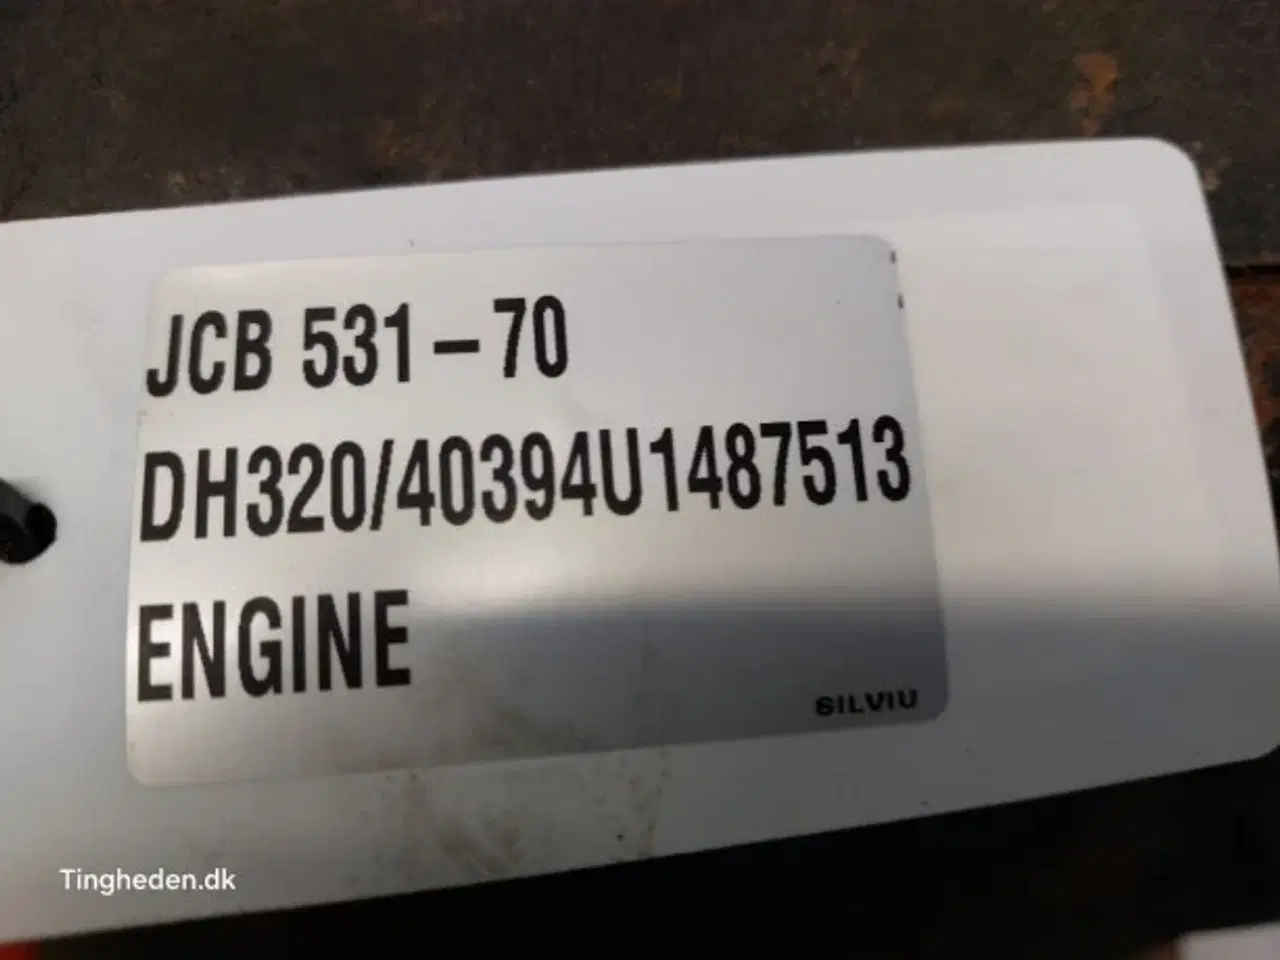 JCB 531-70
DH320/40394U1487513
ENGINE
SILVIU
Tingheden.dk